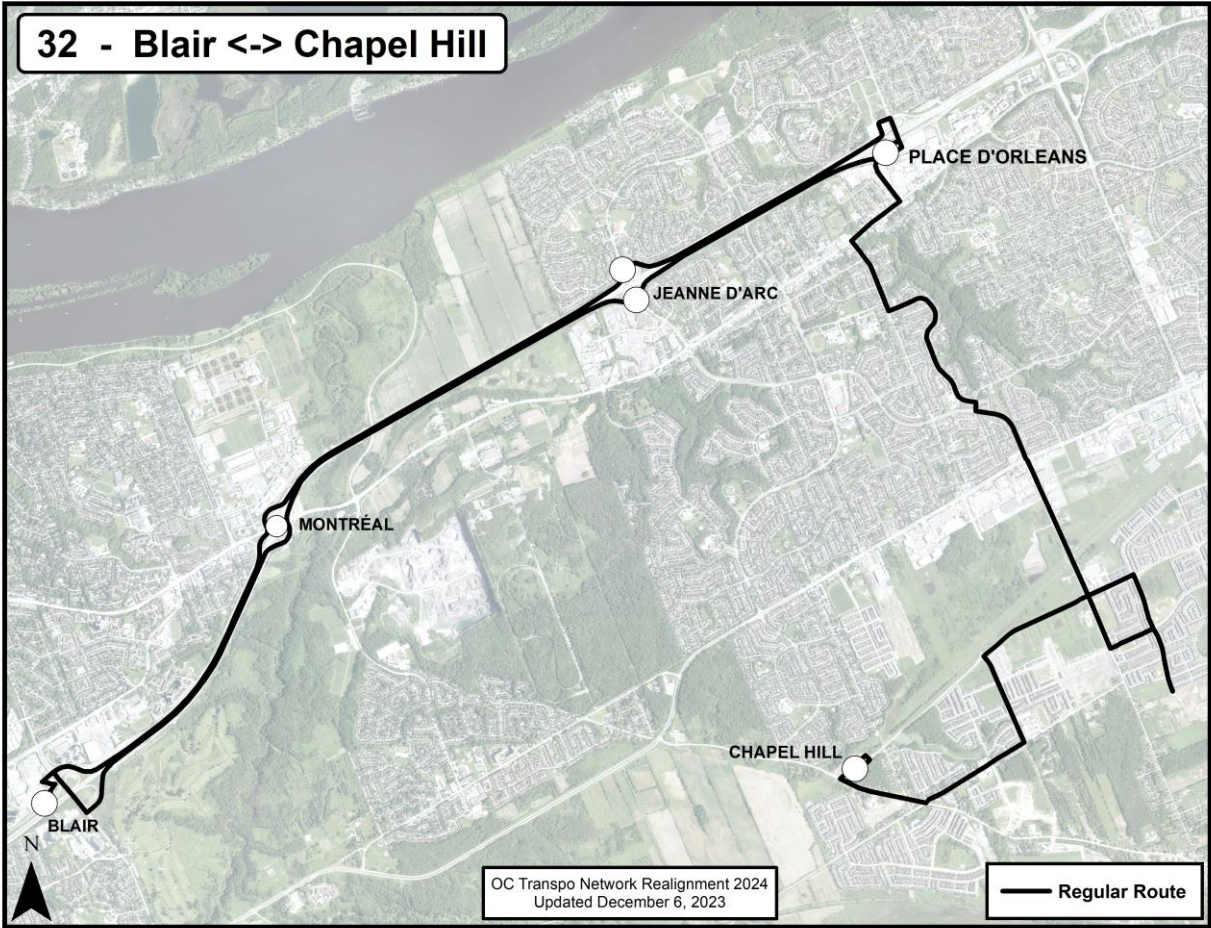 32 - Blair <-> Chapel Hill
PLACE D'ORLEANS
JEANNE D'ARC
MONTRÉAL
CHAPEL HILL
BLAIR
N
OC Transpo Network Realignment 2024
Updated December 6, 2023
Regular Route